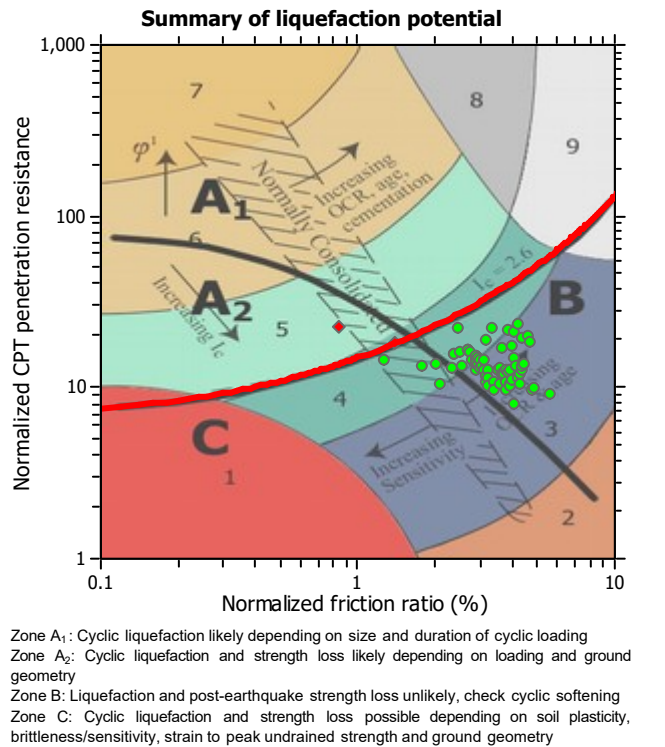 Summary of liquefaction potential
Normalized CPT penetration resistance
1,000
100
10
1
7
8
9
φ'
A1
Normally Consolidated
Increasing
OCR, age,
cementation
6
A2
Increasing Ic
5
Ic = 2.6
B
4
C
1
Increasing
Sensitivity
Increasing
OCR & age
3
2
0.1
1
10
Normalized friction ratio (%)
Zone A1: Cyclic liquefaction likely depending on size and duration of cyclic loading
Zone A2: Cyclic liquefaction and strength loss likely depending on loading and ground
geometry
Zone B: Liquefaction and post-earthquake strength loss unlikely, check cyclic softening
Zone C: Cyclic liquefaction and strength loss possible depending on soil plasticity,
brittleness/sensitivity, strain to peak undrained strength and ground geometry